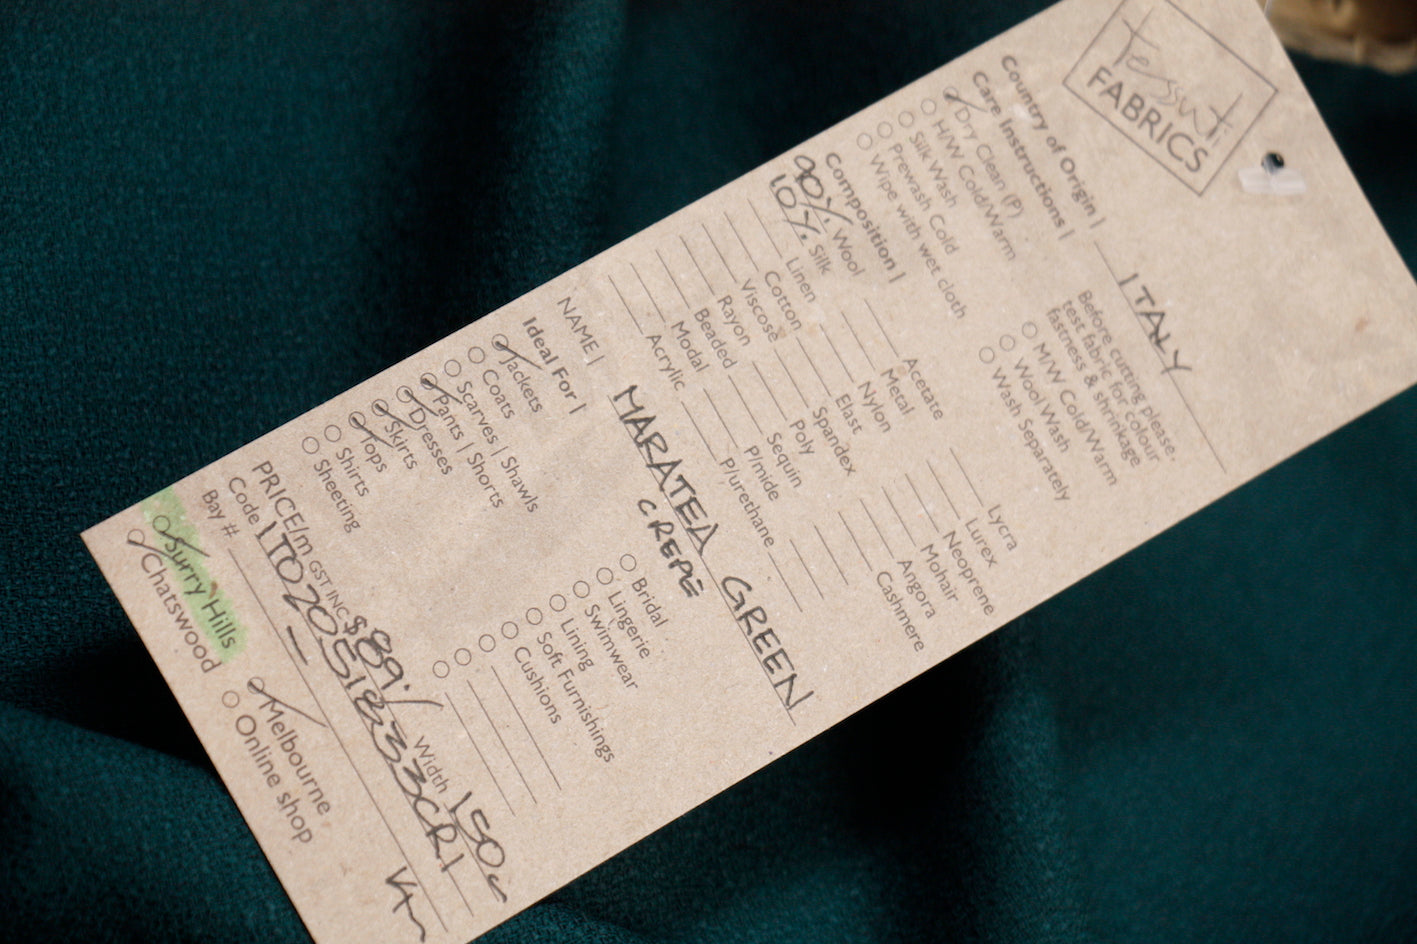 Tessuti
FABRICS
Country of Origin | ITALY
Care Instructions |
Dry Clean (P)
H/W Cold/Warm
Silk Wash
Prewash Cold
Wipe with wet cloth
Before cutting please,
test fabric for colour
fastness & shrinkage
M/W Cold/Warm
Wool Wash
Wash Separately
Composition |
90% Wool
10% Silk
Linen
Cotton
Viscose
Rayon
Beaded
Modal
Acrylic
Acetate
Metal
Nylon
Elast
Spandex
Poly
Sequin
P/mide
P/urethane
Lycra
Lurex
Neoprene
Mohair
Angora
Cashmere
NAME | MARATEA GREEN
CREPE
Ideal For |
Jackets
Coats
Scarves | Shawls
Pants | Shorts
Dresses
Skirts
Tops
Shirts
Sheeting
Bridal
Lingerie
Swimwear
Lining
Soft Furnishings
Cushions
PRICE/m GST INC $89 Width 150
Code
Bay #
Surry Hills
Chatswood
Melbourne
Online shop